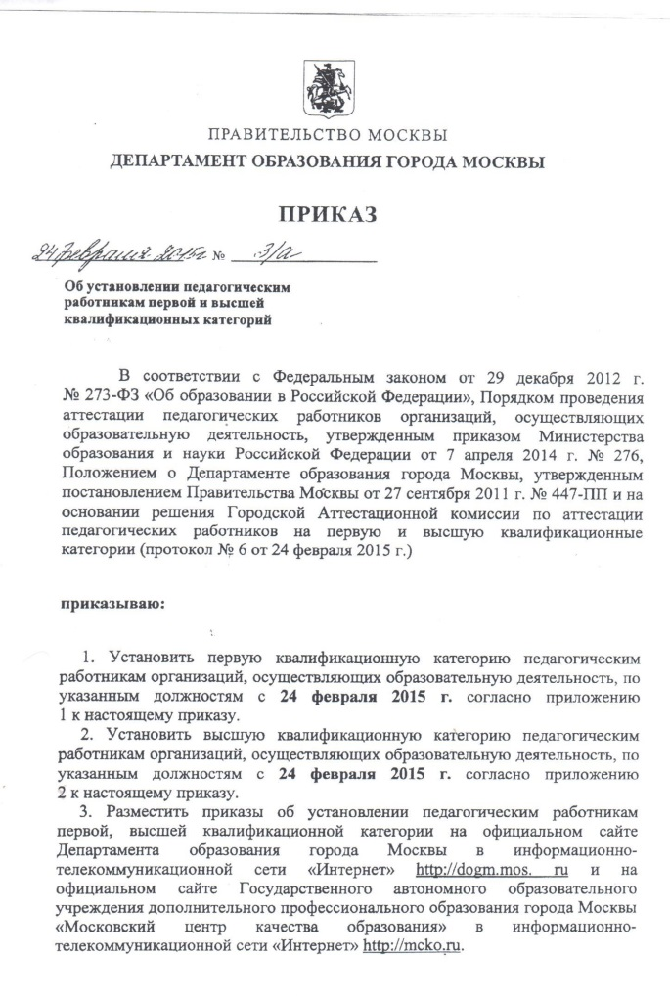 ПРАВИТЕЛЬСТВО МОСКВЫ
ДЕПАРТАМЕНТ ОБРАЗОВАНИЯ ГОРОДА МОСКВЫ
ПРИКАЗ
24 февраля 2015г № 3/а
Об установлении педагогическим
работникам первой и высшей
квалификационных категорий
В соответствии с Федеральным законом от 29 декабря 2012 г.
№ 273-ФЗ «Об образовании в Российской Федерации», Порядком проведения
аттестации педагогических работников организаций, осуществляющих
образовательную деятельность, утвержденным приказом Министерства
образования и науки Российской Федерации от 7 апреля 2014 г. № 276,
Положением о Департаменте образования города Москвы, утвержденным
постановлением Правительства Москвы от 27 сентября 2011 г. № 447-ПП и на
основании решения Городской Аттестационной комиссии по аттестации
педагогических работников на первую и высшую квалификационные
категории (протокол № 6 от 24 февраля 2015 г.)
приказываю:
1. Установить первую квалификационную категорию педагогическим
работникам организаций, осуществляющих образовательную деятельность, по
указанным должностям с 24 февраля 2015 г. согласно приложению
1 к настоящему приказу.
2. Установить высшую квалификационную категорию педагогическим
работникам организаций, осуществляющих образовательную деятельность, по
указанным должностям с 24 февраля 2015 г. согласно приложению
2 к настоящему приказу.
3. Разместить приказы об установлении педагогическим работникам
первой, высшей квалификационной категории на официальном сайте
Департамента образования города Москвы в информационно-
телекоммуникационной сети «Интернет» http://dogm.mos. ru и на
официальном сайте Государственного автономного образовательного
учреждения дополнительного профессионального образования города Москвы
«Московский центр качества образования» в информационно-
телекоммуникационной сети «Интернет» http://mcko.ru.